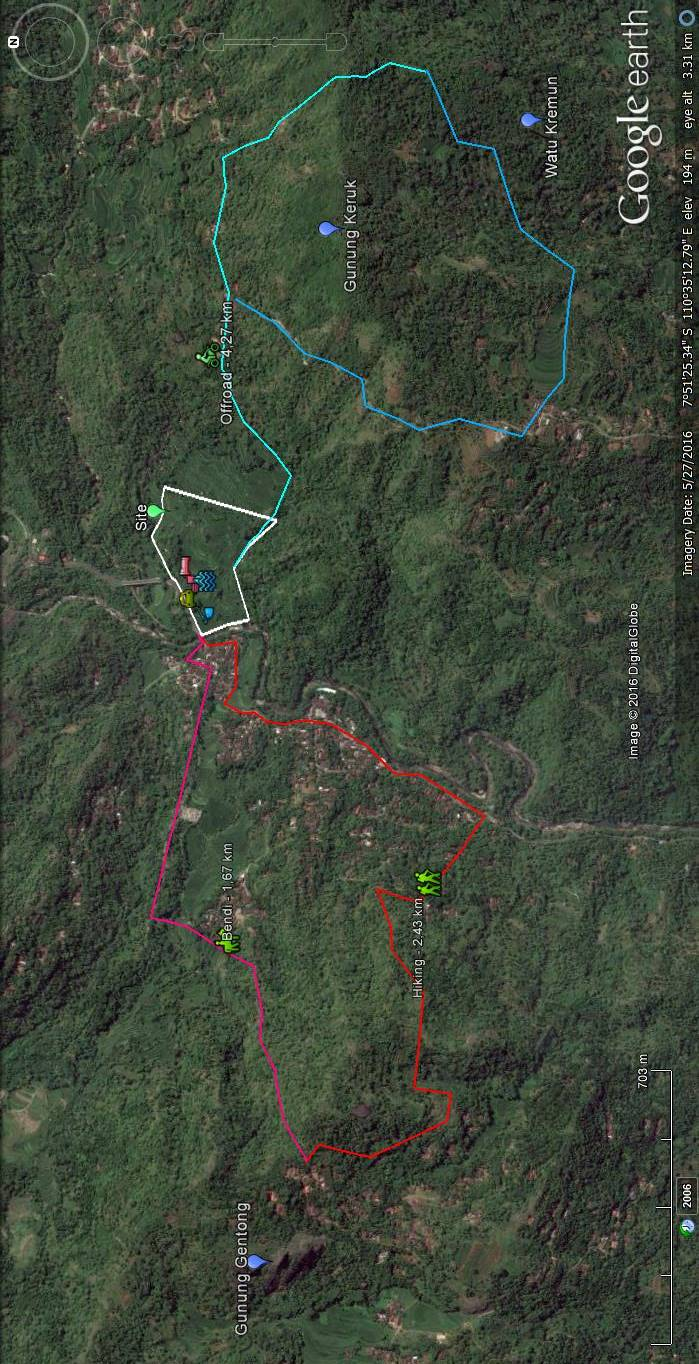 N
Site
Offroad - 4,27 km
Gunung Keruk
Watu Kremun
Bendi - 1,67 km
Hiking - 2,43 km
Gunung Gentong
703 m
Image © 2016 DigitalGlobe
Google earth
2006
Imagery Date: 5/27/2016 7°51'25.34" S 110°35'12.79" E elev 194 m eye alt 3.31 km